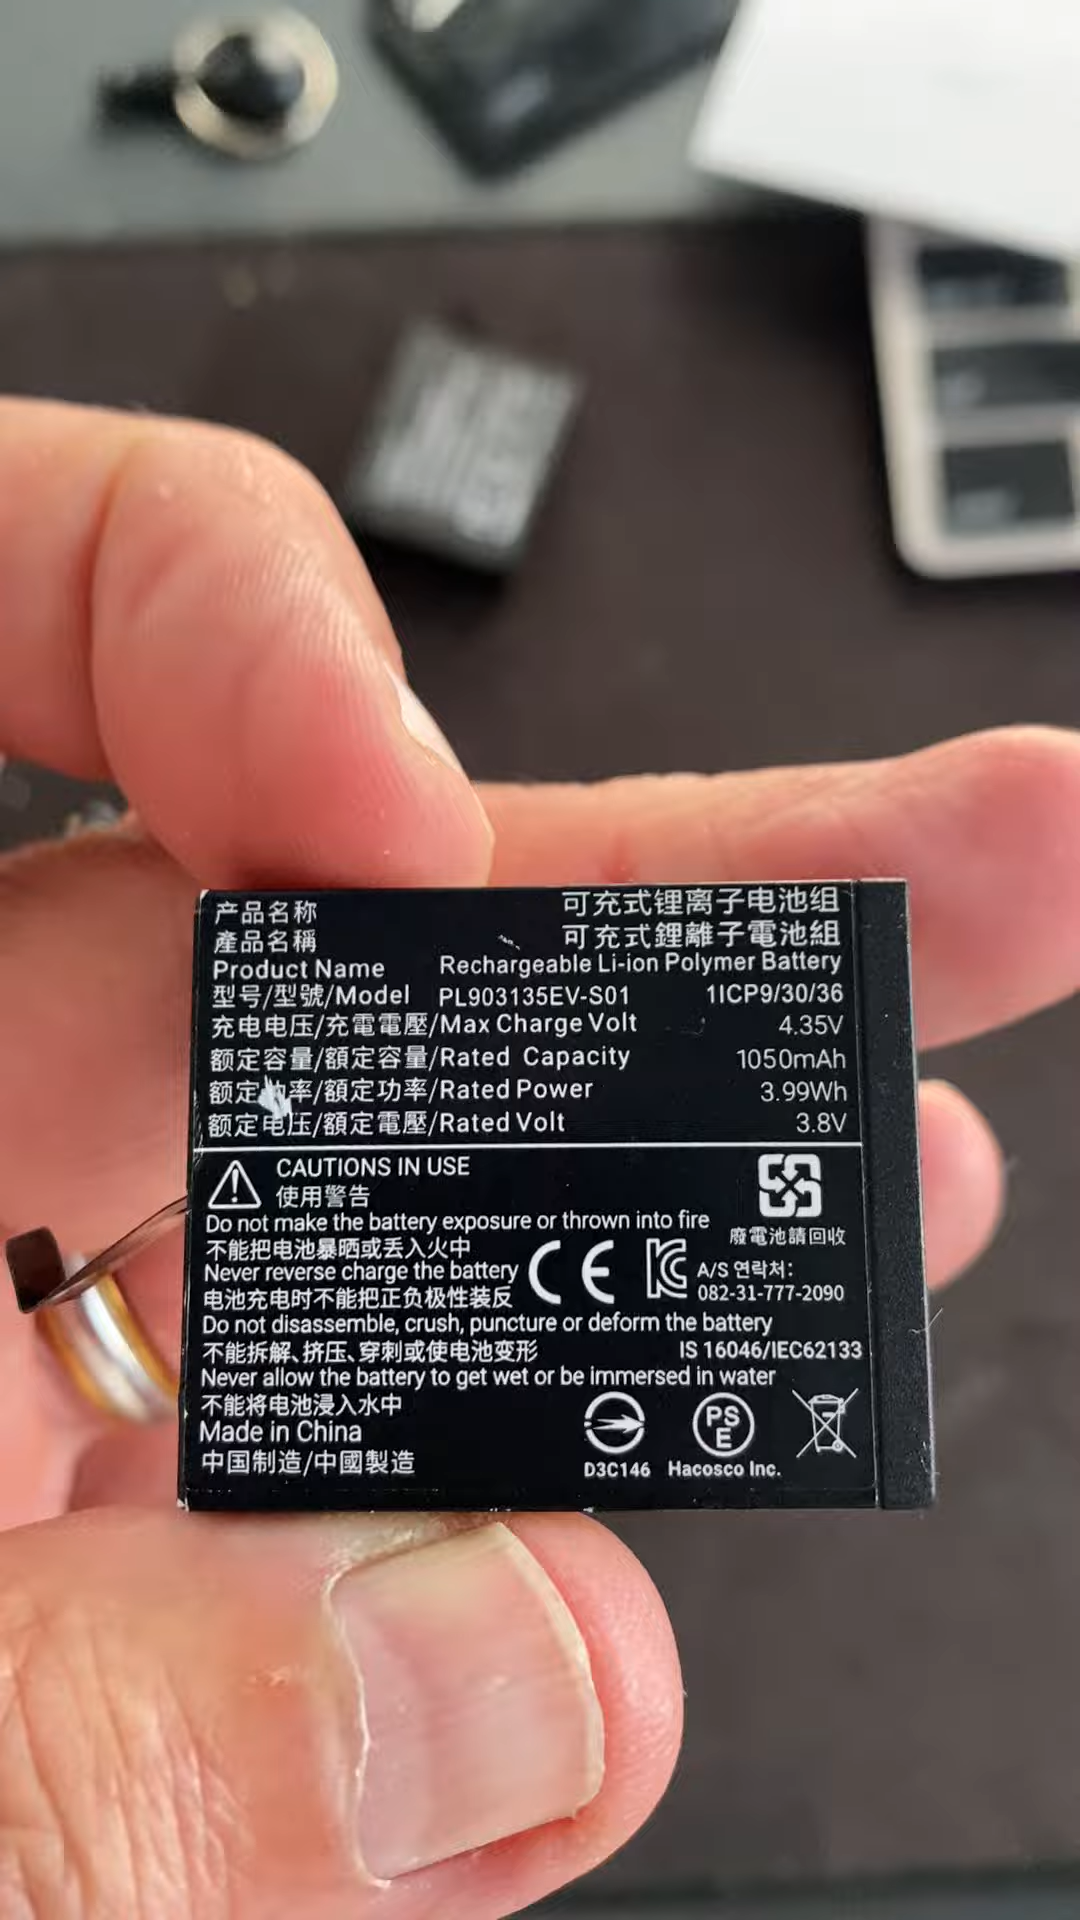 产品名称 可充式锂离子电池组
產品名稱 可充式鋰離子電池組
Product Name Rechargeable Li-ion Polymer Battery
型号/型號/Model PL903135EV-S01 1ICP9/30/36
充电电压/充電電壓/Max Charge Volt 4.35V
额定容量/額定容量/Rated Capacity 1050mAh
额定功率/額定功率/Rated Power 3.99Wh
额定电压/額定電壓/Rated Volt 3.8V
CAUTIONS IN USE
使用警告
Do not make the battery exposure or thrown into fire
廢電池請回收
不能把电池暴晒或丢入火中
Never reverse charge the battery
CE
A/S 연락처:
电池充电时不能把正负极性装反
082-31-777-2090
Do not disassemble, crush, puncture or deform the battery
不能拆解、挤压、穿刺或使电池变形 IS 16046/IEC62133
Never allow the battery to get wet or be immersed in water
不能将电池浸入水中
PS
E
Made in China
中国制造/中國製造
D3C146 Hacosco Inc.